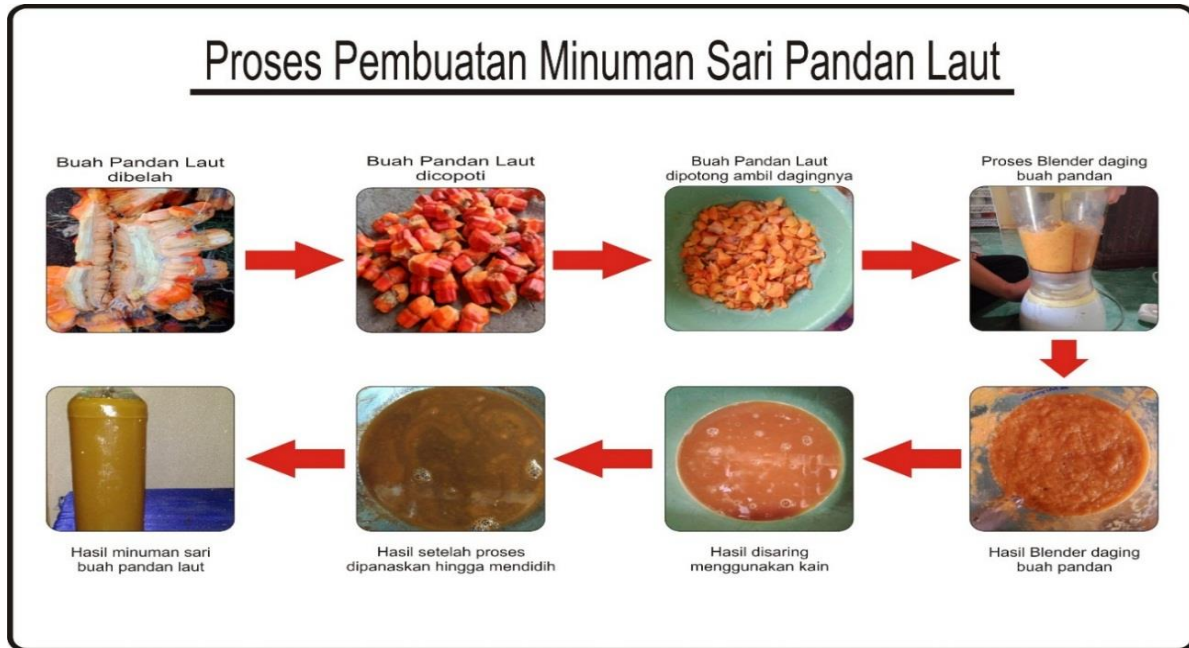 Proses Pembuatan Minuman Sari Pandan Laut
Buah Pandan Laut
dibelah
Buah Pandan Laut
dicopoti
Buah Pandan Laut
dipotong ambil dagingnya
Proses Blender daging
buah pandan
Hasil Blender daging
buah pandan
Hasil disaring
menggunakan kain
Hasil setelah proses
dipanaskan hingga mendidih
Hasil minuman sari
buah pandan laut